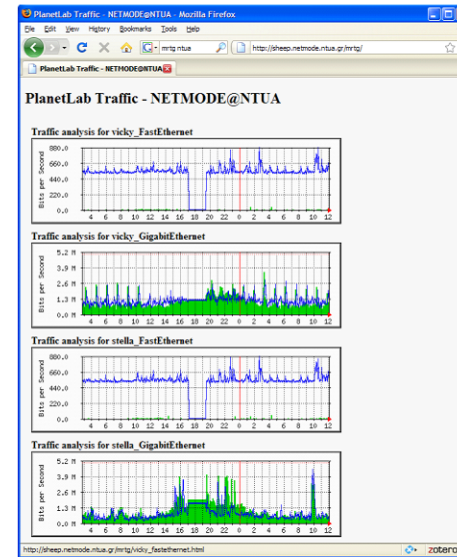 PlanetLab Traffic - NETMODE@NTUA - Mozilla Firefox
File Edit View History Bookmarks Tools Help
mrtg ntua http://sheep.netmode.ntua.gr/mrtg/
PlanetLab Traffic - NETMODE@NTUA
PlanetLab Traffic - NETMODE@NTUA
Traffic analysis for vicky_FastEthernet
Bits per Second
880.0
660.0
440.0
220.0
0.0
4 6 8 10 12 14 16 18 20 22 0 2 4 6 8 10 12
Traffic analysis for vicky_GigabitEthernet
Bits per Second
5.2 M
3.9 M
2.6 M
1.3 M
0.0 M
4 6 8 10 12 14 16 18 20 22 0 2 4 6 8 10 12
Traffic analysis for stella_FastEthernet
Bits per Second
880.0
660.0
440.0
220.0
0.0
4 6 8 10 12 14 16 18 20 22 0 2 4 6 8 10 12
Traffic analysis for stella_GigabitEthernet
Bits per Second
5.2 M
3.9 M
2.6 M
1.3 M
0.0 M
4 6 8 10 12 14 16 18 20 22 0 2 4 6 8 10 12
http://sheep.netmode.ntua.gr/mrtg/vicky_fastethernet.html zotero